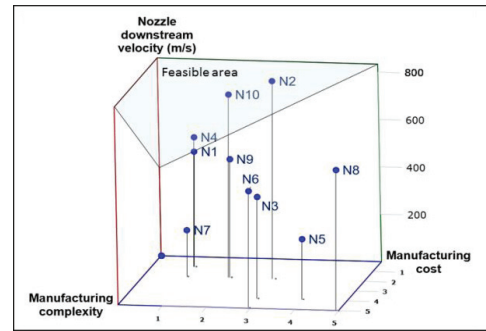 Nozzle
downstream
velocity (m/s)
Feasible area
800
N2
N10
600
N4
N1
N9
N8
400
N6
N3
N7
200
N5
Manufacturing
cost
Manufacturing
complexity
1
2
3
4
5
1
2
3
4
5